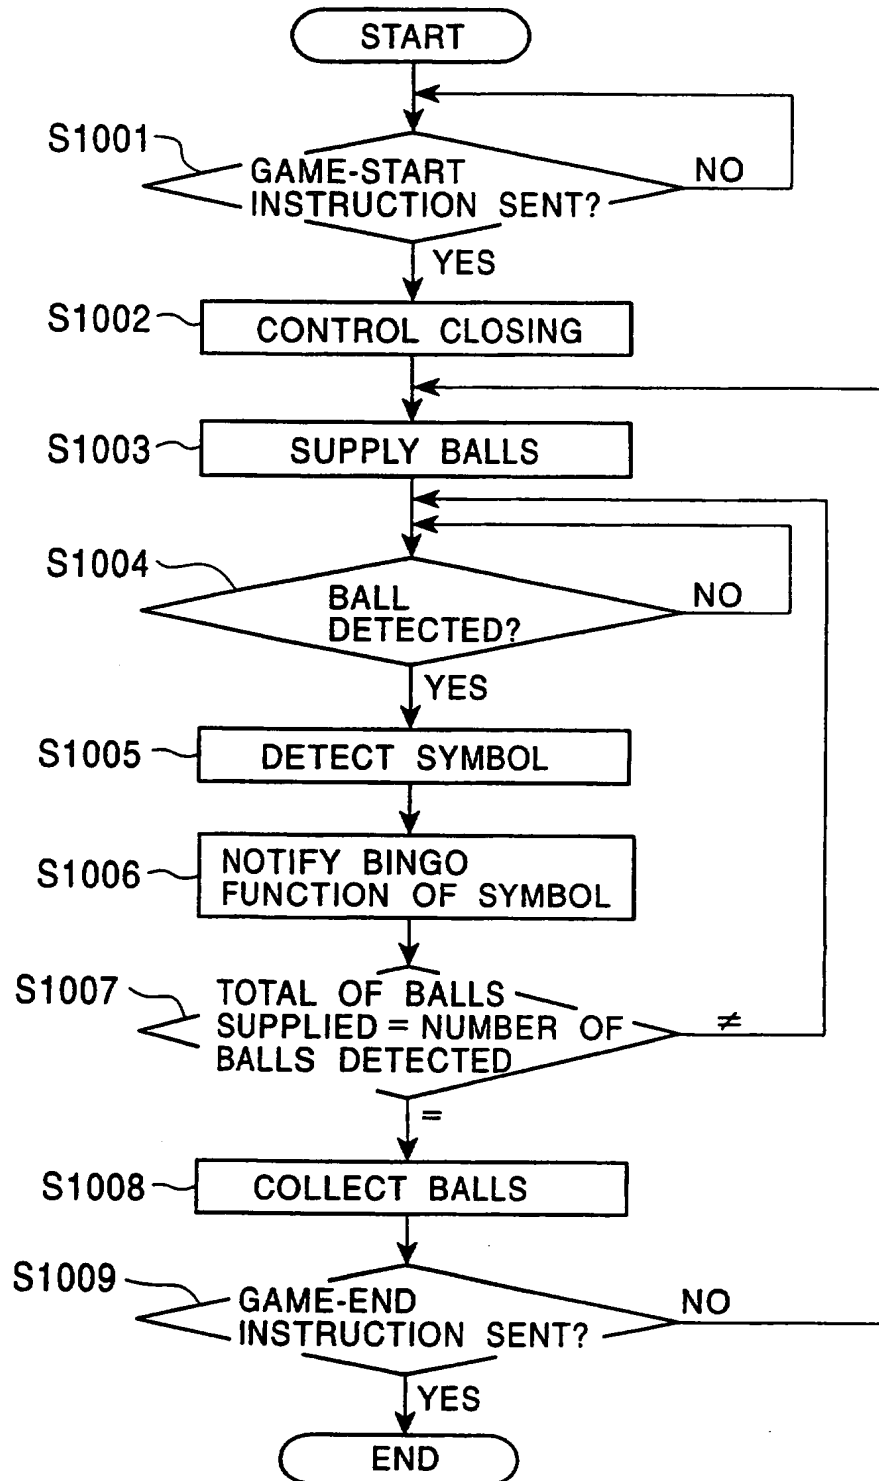 START
S1001
GAME-START
INSTRUCTION SENT?
NO
YES
S1002
CONTROL CLOSING
S1003
SUPPLY BALLS
S1004
BALL
DETECTED?
NO
YES
S1005
DETECT SYMBOL
S1006
NOTIFY BINGO
FUNCTION OF SYMBOL
S1007
TOTAL OF BALLS
SUPPLIED = NUMBER OF
BALLS DETECTED
≠
=
S1008
COLLECT BALLS
S1009
GAME-END
INSTRUCTION SENT?
NO
YES
END